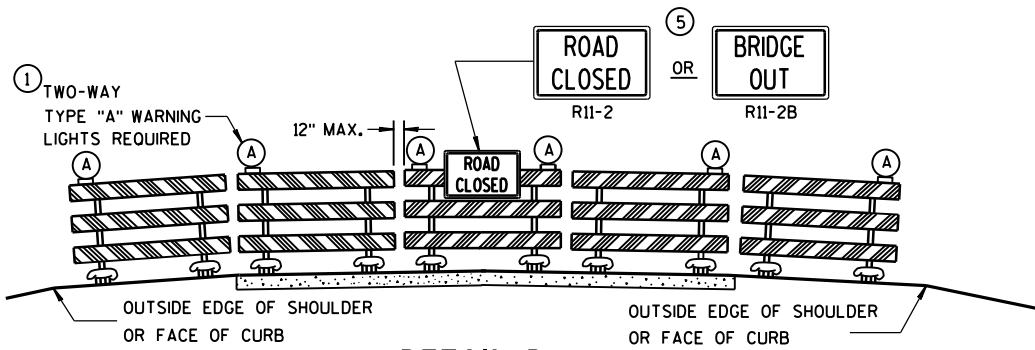 1 TWO-WAY
TYPE "A" WARNING
LIGHTS REQUIRED
12" MAX.
ROAD
CLOSED
R11-2
5
OR
BRIDGE
OUT
R11-2B
A
A
A
A
A
A
ROAD
CLOSED
OUTSIDE EDGE OF SHOULDER
OR FACE OF CURB
OUTSIDE EDGE OF SHOULDER
OR FACE OF CURB